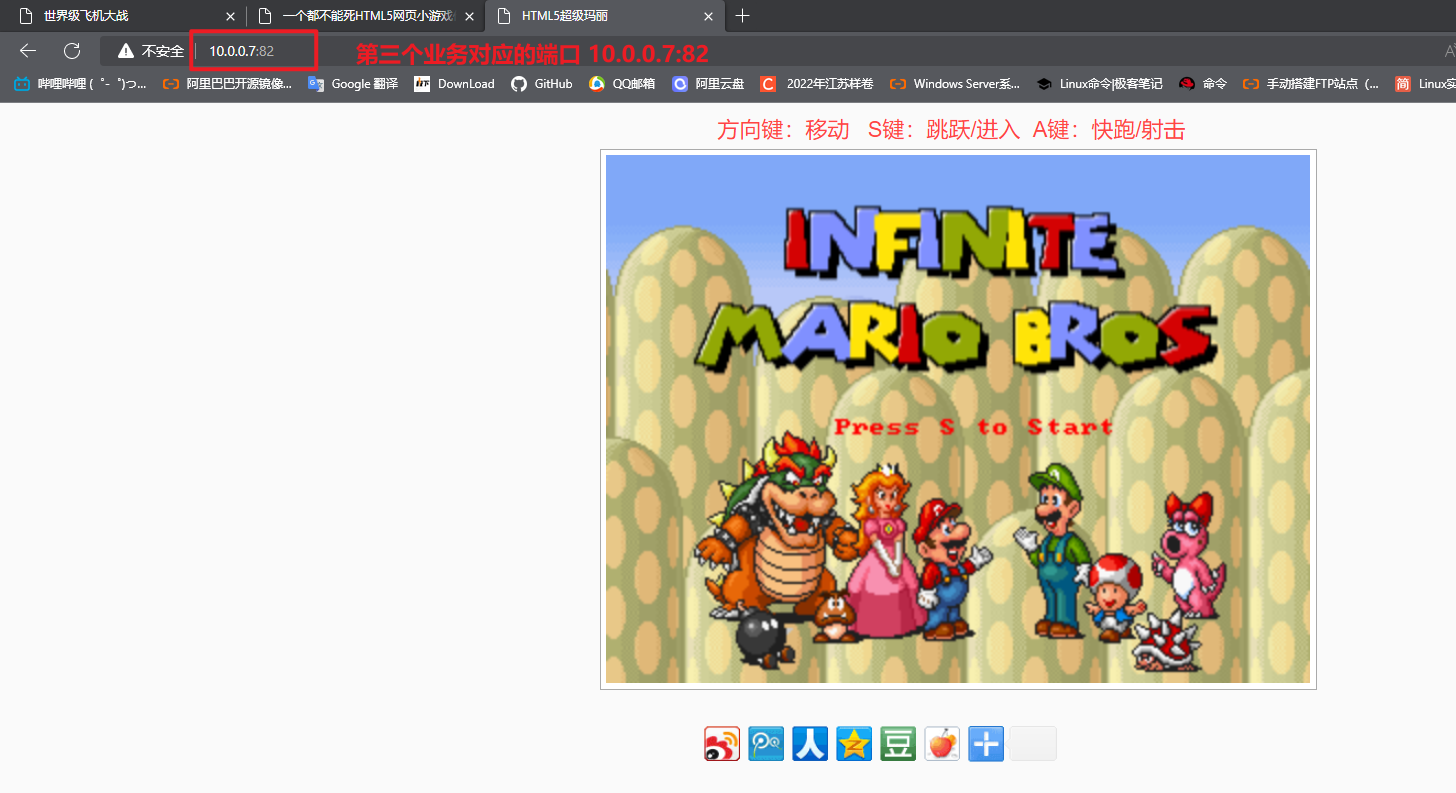 世界级飞机大战
一个都不能死HTML5网页小游戏
HTML5超级玛丽
不安全
10.0.0.7:82
第三个业务对应的端口 10.0.0.7:82
哔哩哔哩 ( ゜- ゜)つ...
阿里巴巴开源镜像...
Google 翻译
DownLoad
GitHub
QQ邮箱
阿里云盘
2022年江苏样卷
Windows Server系...
Linux命令|极客笔记
命令
手动搭建FTP站点（...
简
Linux实
方向键：移动 S键：跳跃/进入 A键：快跑/射击
INFINITE
MARIO BROS
Press S to Start
人
豆